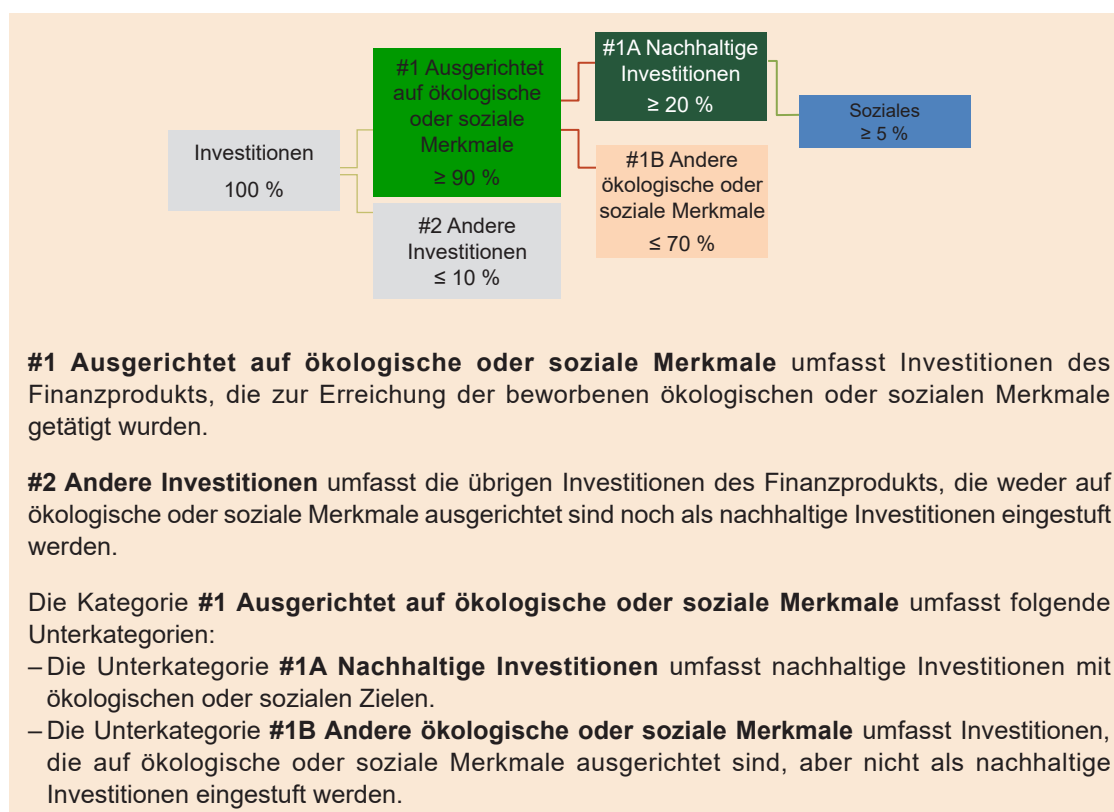 Investitionen
100 %
#1 Ausgerichtet
auf ökologische
oder soziale
Merkmale
≥ 90 %
#2 Andere
Investitionen
≤ 10 %
#1A Nachhaltige
Investitionen
≥ 20 %
#1B Andere
ökologische oder
soziale Merkmale
≤ 70 %
Soziales
≥ 5 %
#1 Ausgerichtet auf ökologische oder soziale Merkmale umfasst Investitionen des
Finanzprodukts, die zur Erreichung der beworbenen ökologischen oder sozialen Merkmale
getätigt wurden.
#2 Andere Investitionen umfasst die übrigen Investitionen des Finanzprodukts, die weder auf
ökologische oder soziale Merkmale ausgerichtet sind noch als nachhaltige Investitionen eingestuft
werden.
Die Kategorie #1 Ausgerichtet auf ökologische oder soziale Merkmale umfasst folgende
Unterkategorien:
– Die Unterkategorie #1A Nachhaltige Investitionen umfasst nachhaltige Investitionen mit
ökologischen oder sozialen Zielen.
– Die Unterkategorie #1B Andere ökologische oder soziale Merkmale umfasst Investitionen,
die auf ökologische oder soziale Merkmale ausgerichtet sind, aber nicht als nachhaltige
Investitionen eingestuft werden.